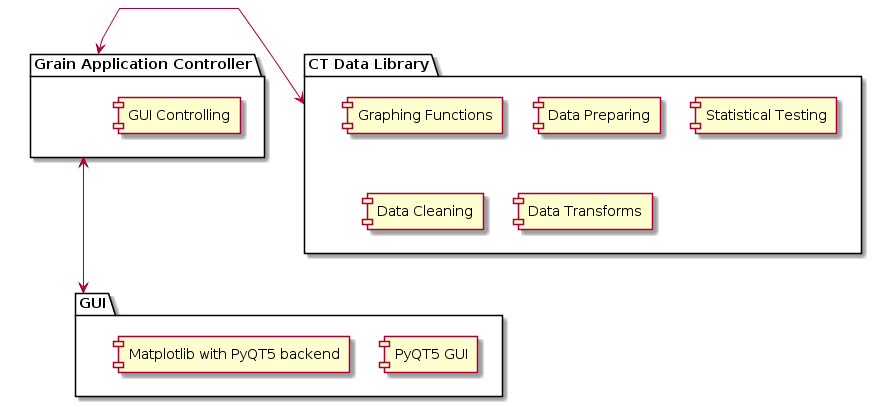 Grain Application Controller
GUI Controlling
CT Data Library
Graphing Functions
Data Preparing
Statistical Testing
Data Cleaning
Data Transforms
GUI
Matplotlib with PyQT5 backend
PyQT5 GUI